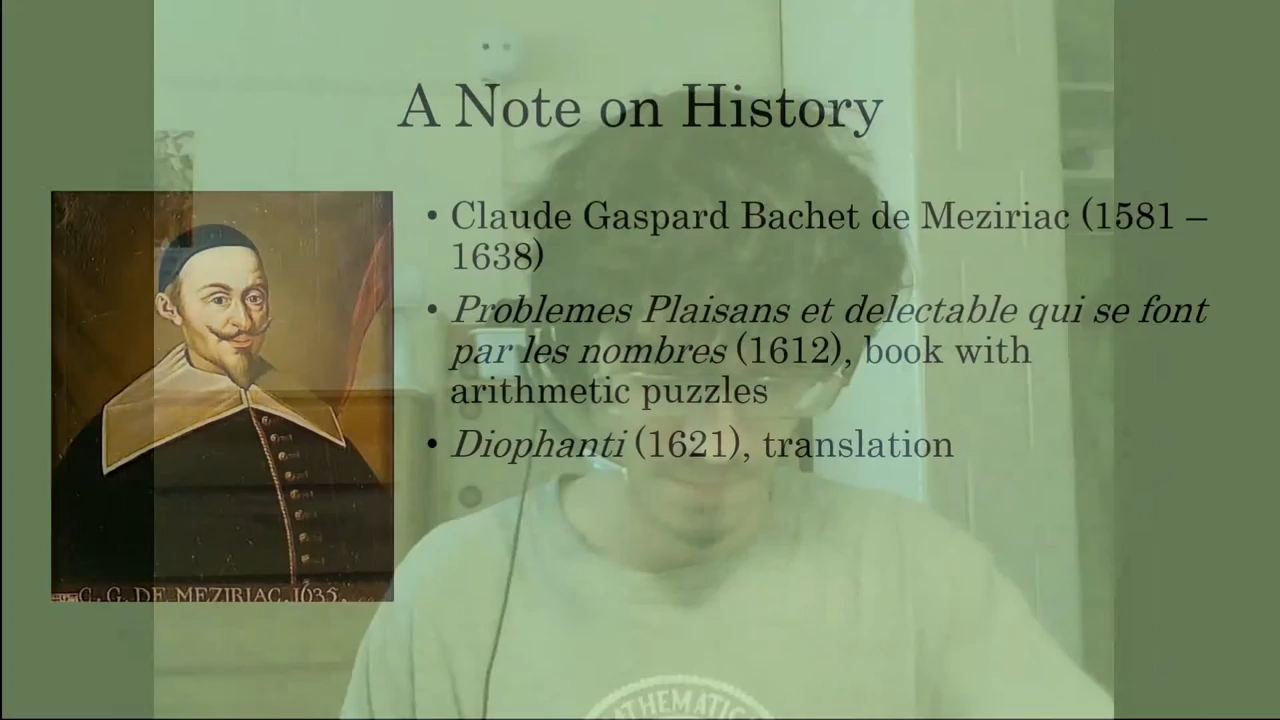 A Note on History
• Claude Gaspard Bachet de Meziriac (1581 –
1638)
• Problemes Plaisans et delectable qui se font
par les nombres (1612), book with
arithmetic puzzles
• Diophanti (1621), translation
C. G. DE MEZIRIAC. 1635.